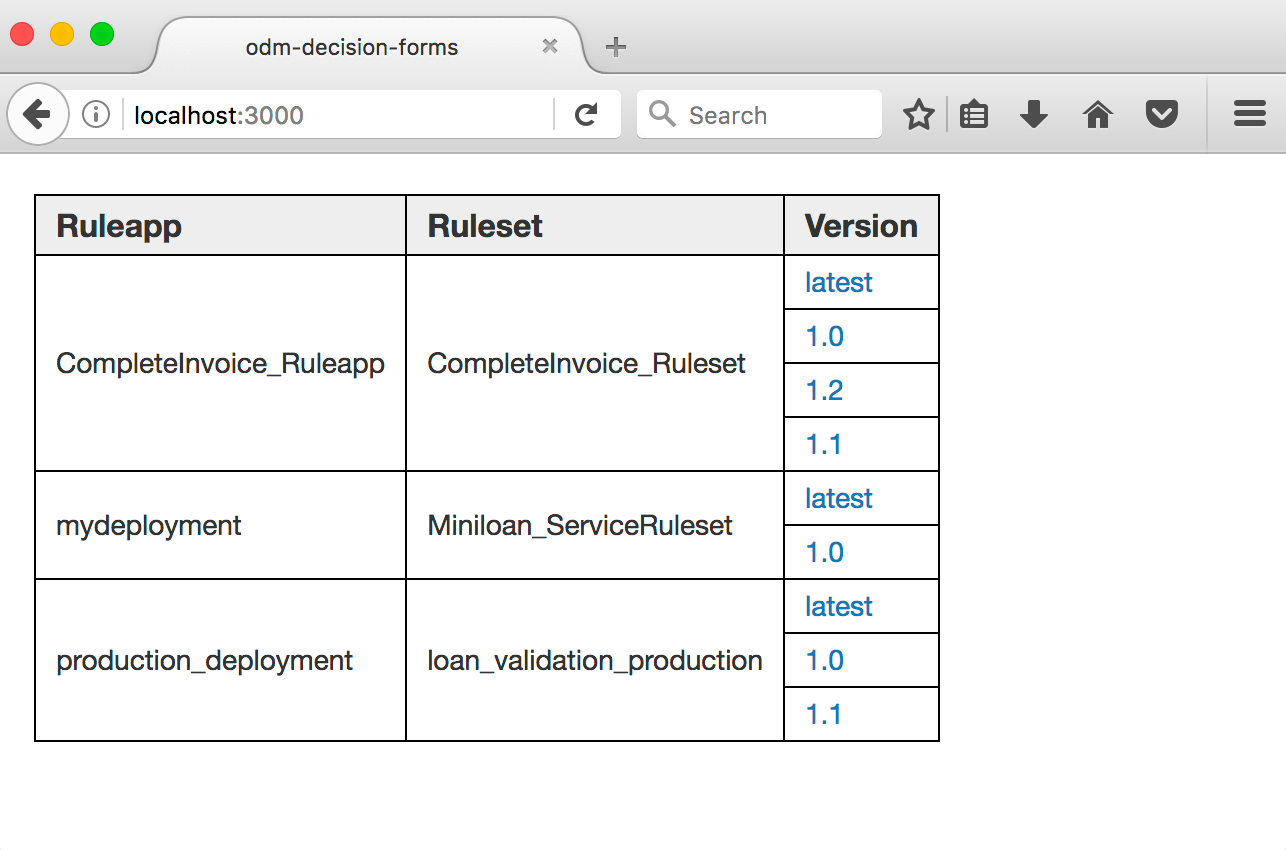 odm-decision-forms
localhost:3000
Search
Ruleapp Ruleset Version
CompleteInvoice_Ruleapp CompleteInvoice_Ruleset latest
1.0
1.2
1.1
mydeployment Miniloan_ServiceRuleset latest
1.0
production_deployment loan_validation_production latest
1.0
1.1